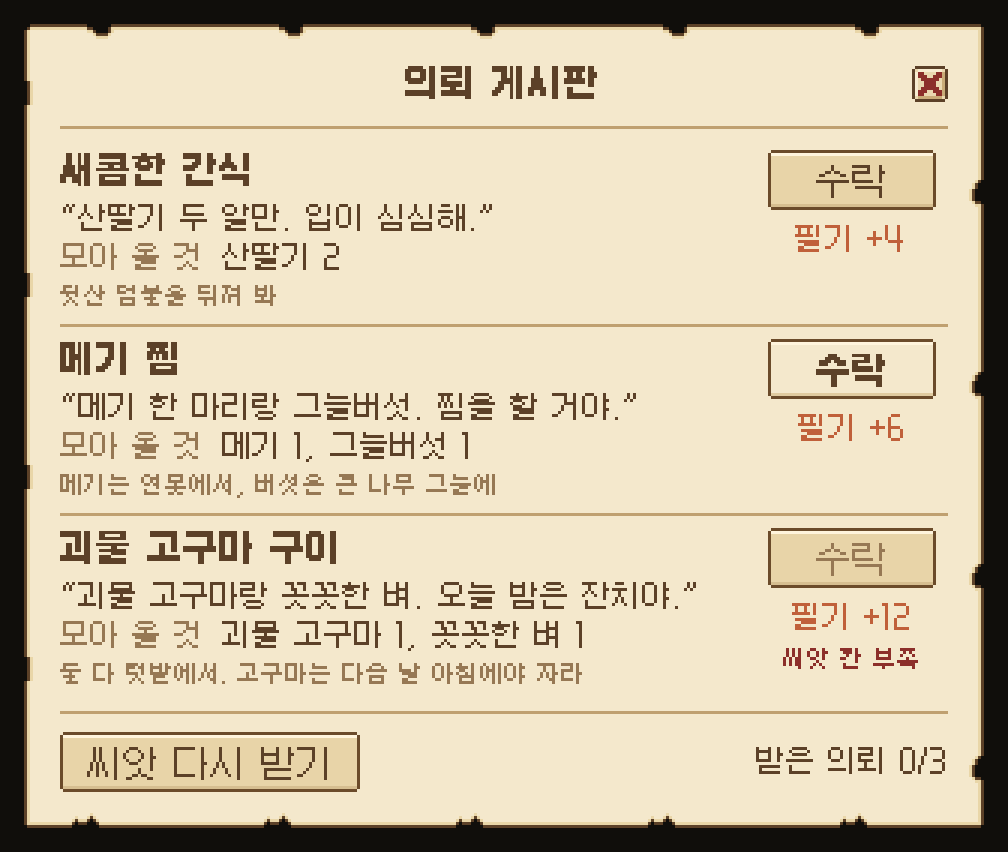 의뢰 게시판
새콤한 간식
수락
“산딸기 두 알만. 입이 심심해.”
필기 +4
모아 올 것 산딸기 2
뒷산 덤불을 뒤져 봐
메기 찜
수락
“메기 한 마리랑 그늘버섯. 찜을 할 거야.”
필기 +6
모아 올 것 메기 1, 그늘버섯 1
메기는 연못에서, 버섯은 큰 나무 그늘에
괴물 고구마 구이
수락
“괴물 고구마랑 꼿꼿한 벼. 오늘 밤은 잔치야.”
필기 +12
모아 올 것 괴물 고구마 1, 꼿꼿한 벼 1
씨앗 칸 부족
둘 다 텃밭에서. 고구마는 다음 날 아침에야 자라
씨앗 다시 받기
받은 의뢰 0/3